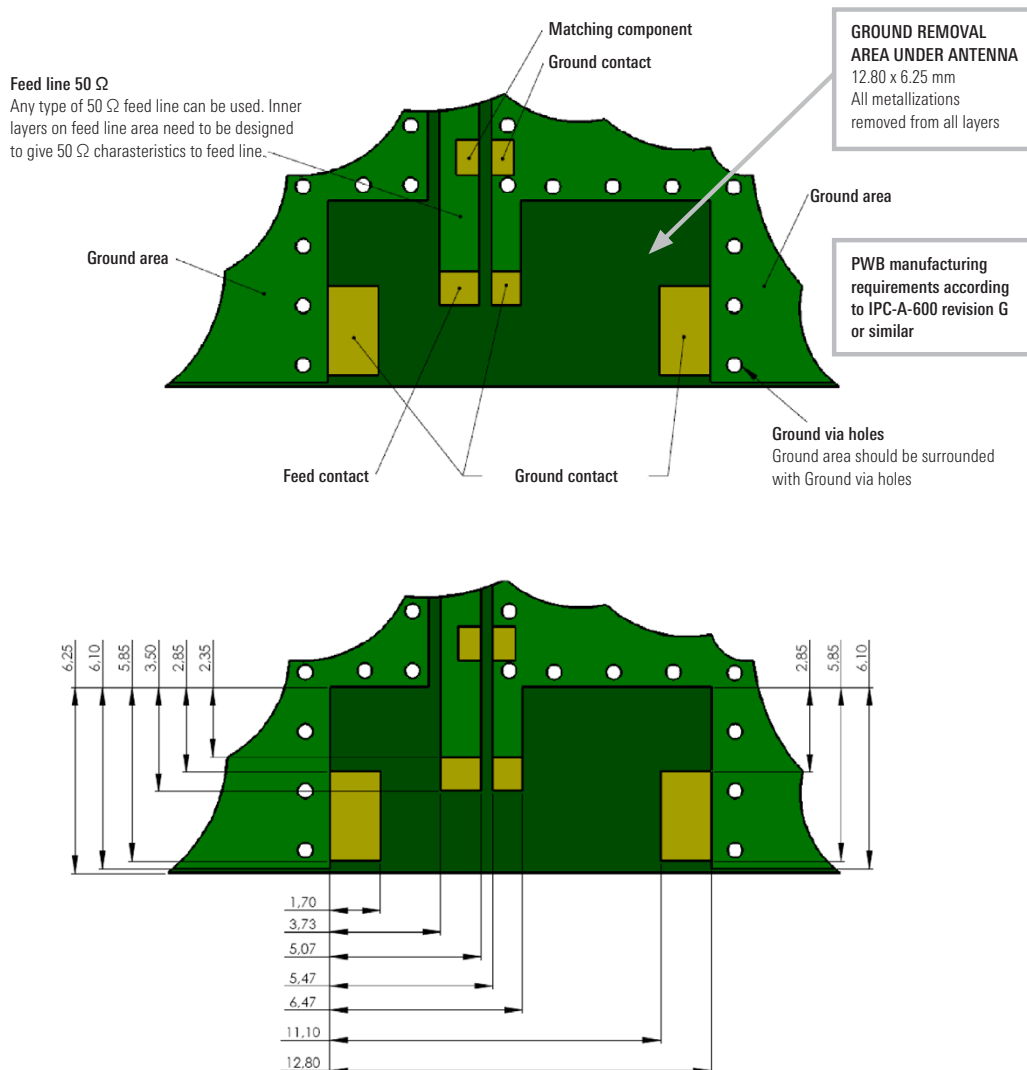 Matching component
Ground contact
GROUND REMOVAL
AREA UNDER ANTENNA
12.80 x 6.25 mm
All metallizations
removed from all layers
Feed line 50 Ω
Any type of 50 Ω feed line can be used. Inner
layers on feed line area need to be designed
to give 50 Ω charasteristics to feed line.
Ground area
Ground area
PWB manufacturing
requirements according
to IPC-A-600 revision G
or similar
Ground via holes
Ground area should be surrounded
with Ground via holes
Feed contact
Ground contact
6,25
6,10
5,85
3,50
2,85
2,35
2,85
5,85
6,10
1,70
3,73
5,07
5,47
6,47
11,10
12,80